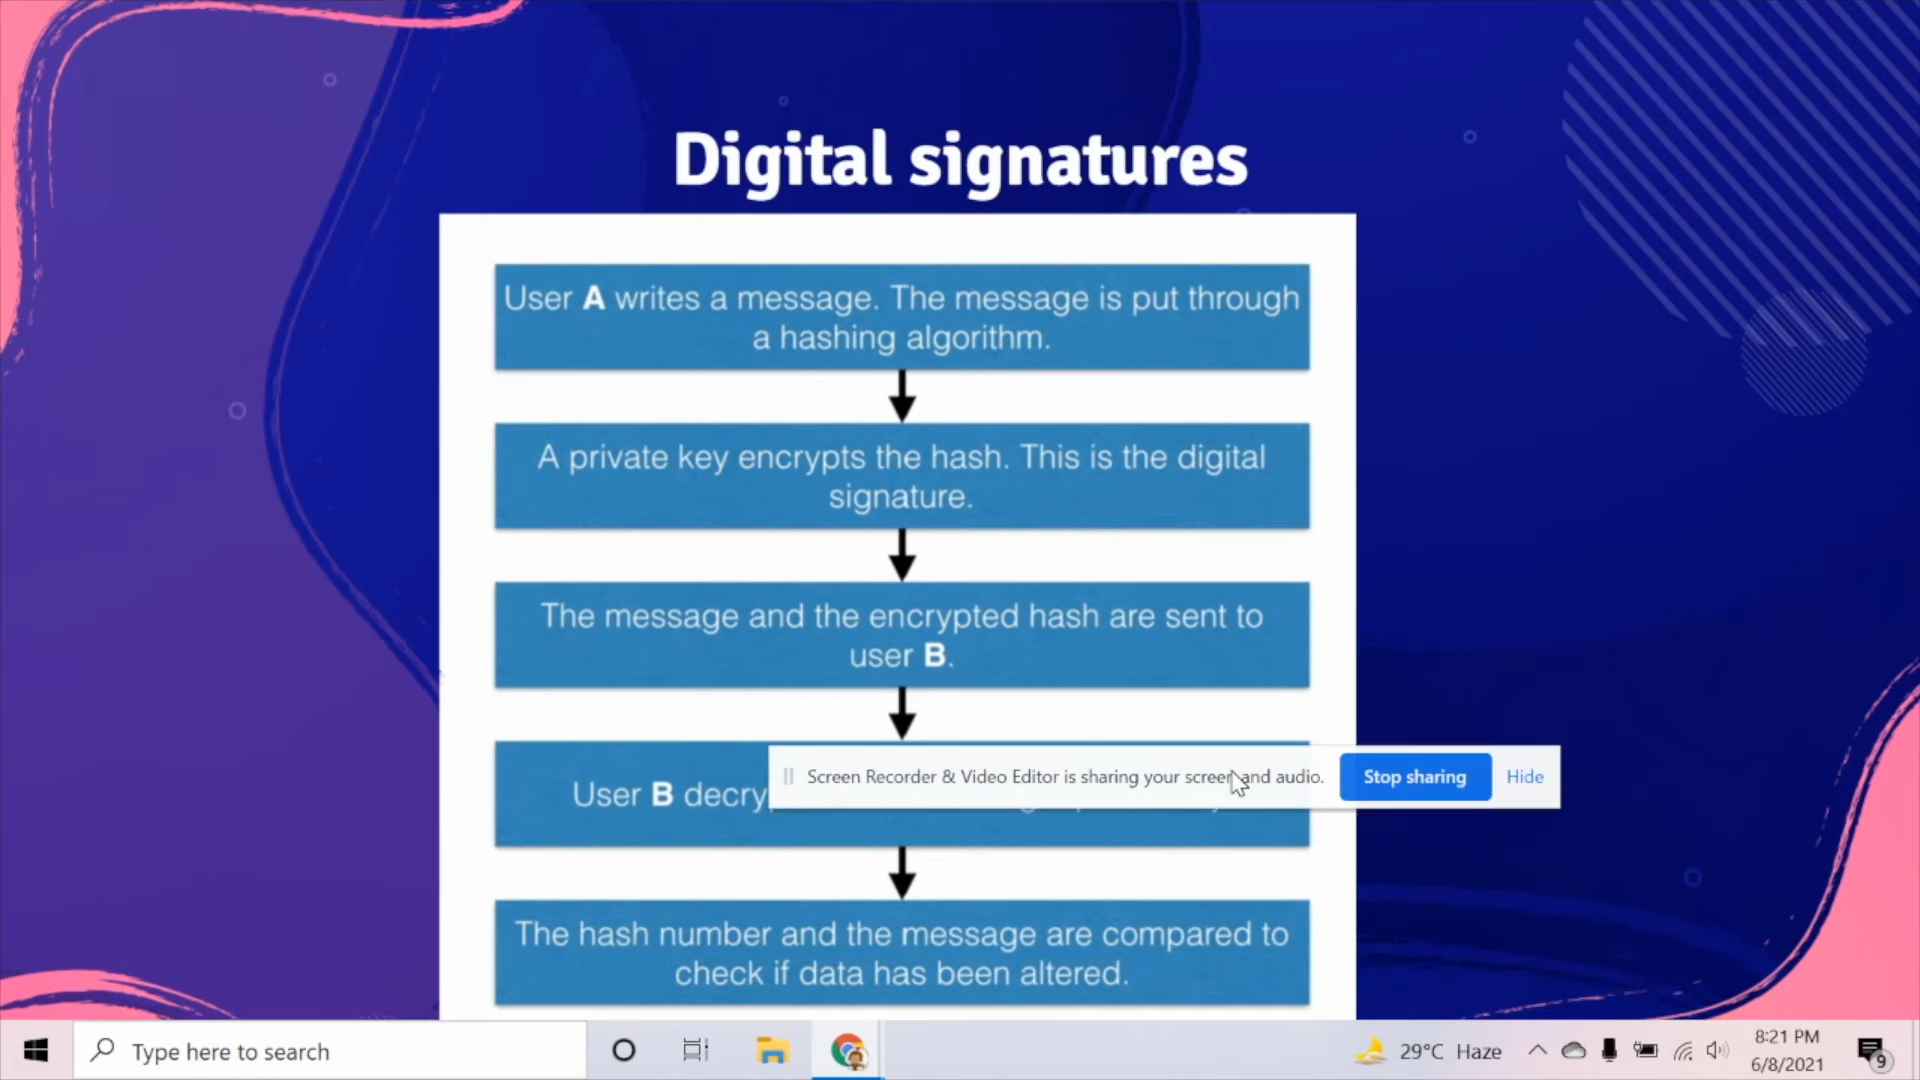 Digital signatures
User A writes a message. The message is put through
a hashing algorithm.
A private key encrypts the hash. This is the digital
signature.
The message and the encrypted hash are sent to
user B.
Screen Recorder & Video Editor is sharing your screen and audio.
Stop sharing
Hide
User B
The hash number and the message are compared to
check if data has been altered.
Type here to search
29°C Haze
8:21 PM
6/8/2021
9